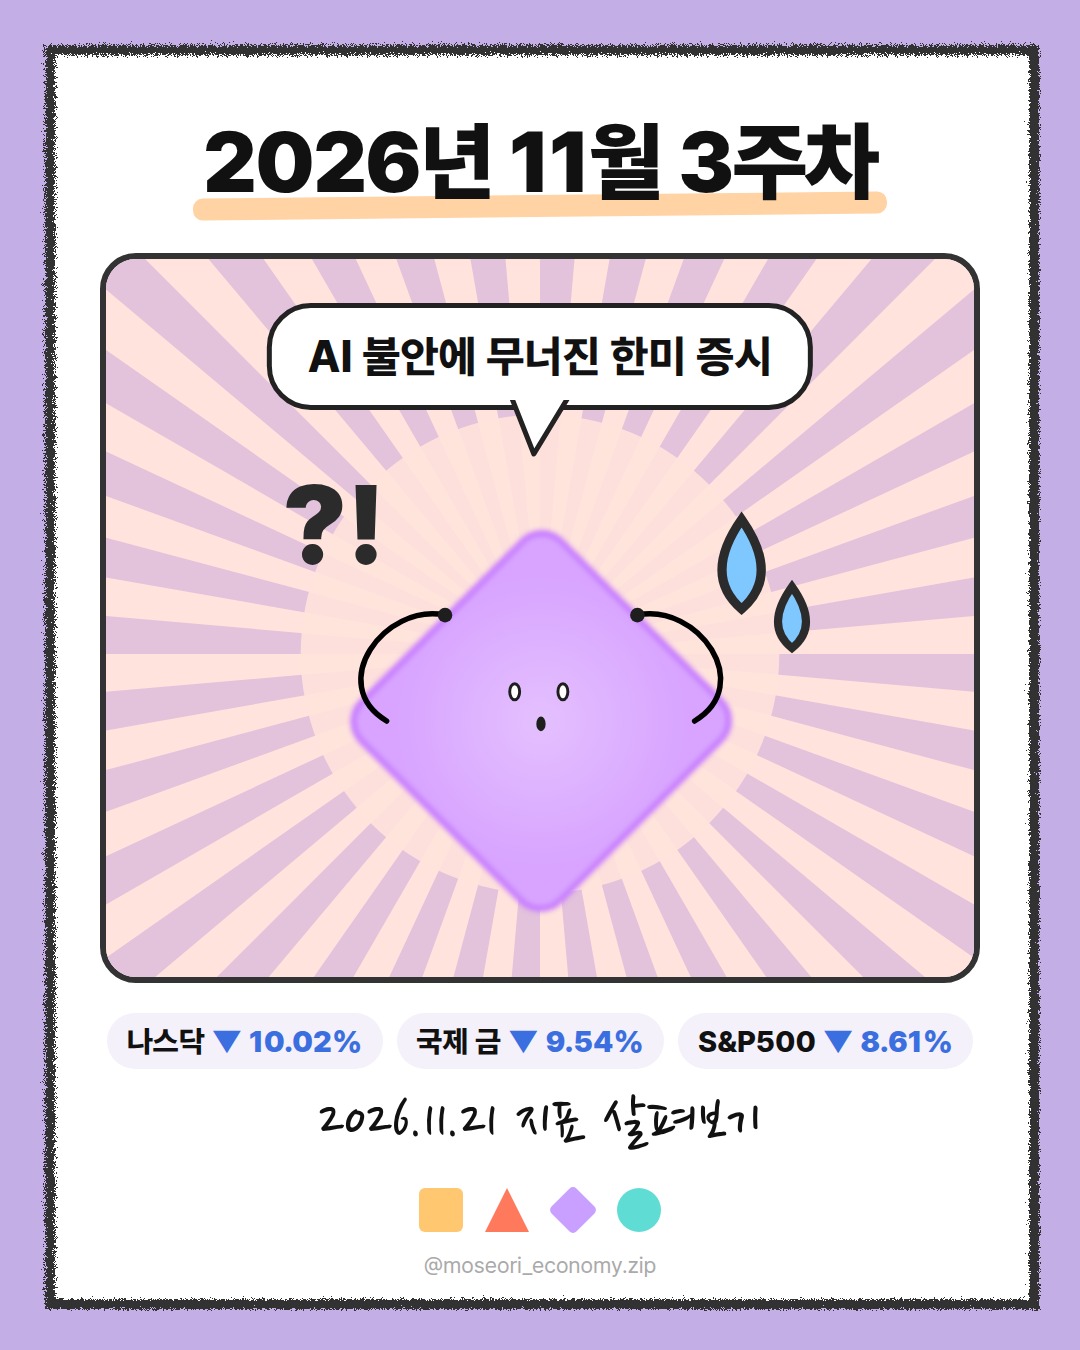 2026년 11월 3주차
AI 불안에 무너진 한미 증시
?!
나스닥 ▼ 10.02% 국제 금 ▼ 9.54% S&P500 ▼ 8.61%
2026.11.21 지표 살펴보기
@moseori_economy.zip